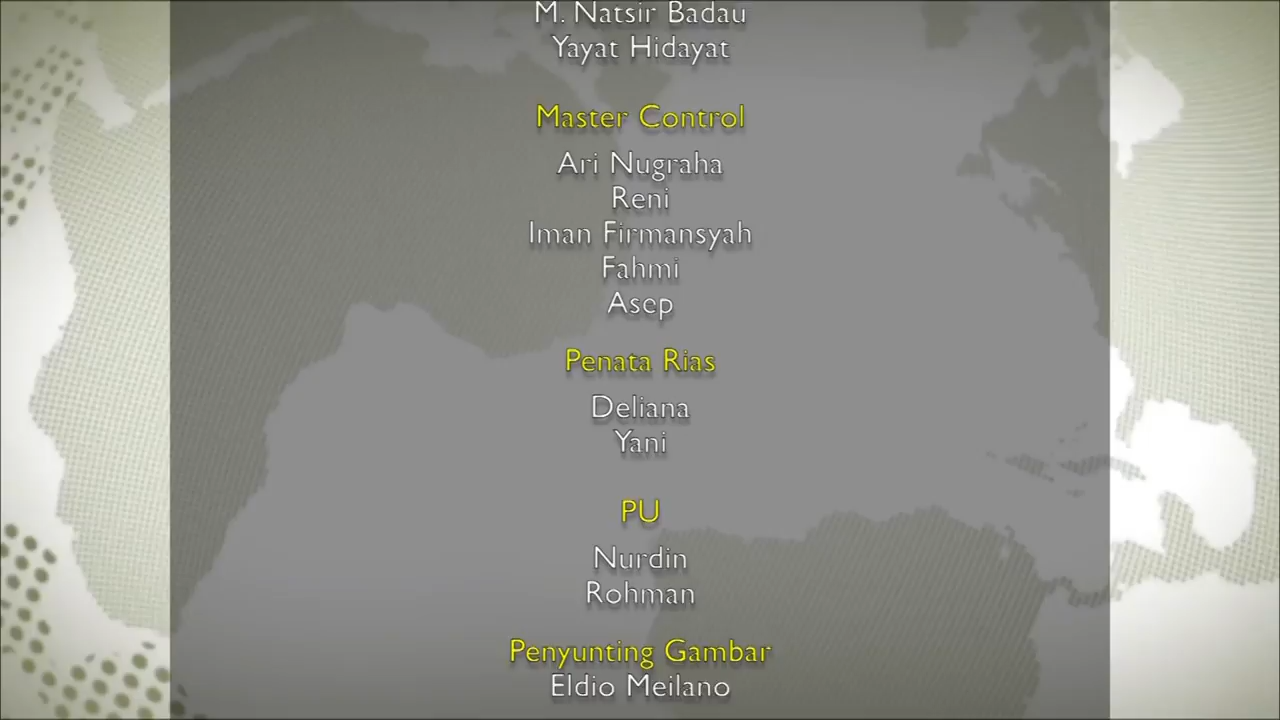 M. Natsir Badau
Yayat Hidayat
Master Control
Ari Nugraha
Reni
Iman Firmansyah
Fahmi
Asep
Penata Rias
Deliana
Yani
PU
Nurdin
Rohman
Penyunting Gambar
Eldio Meilano